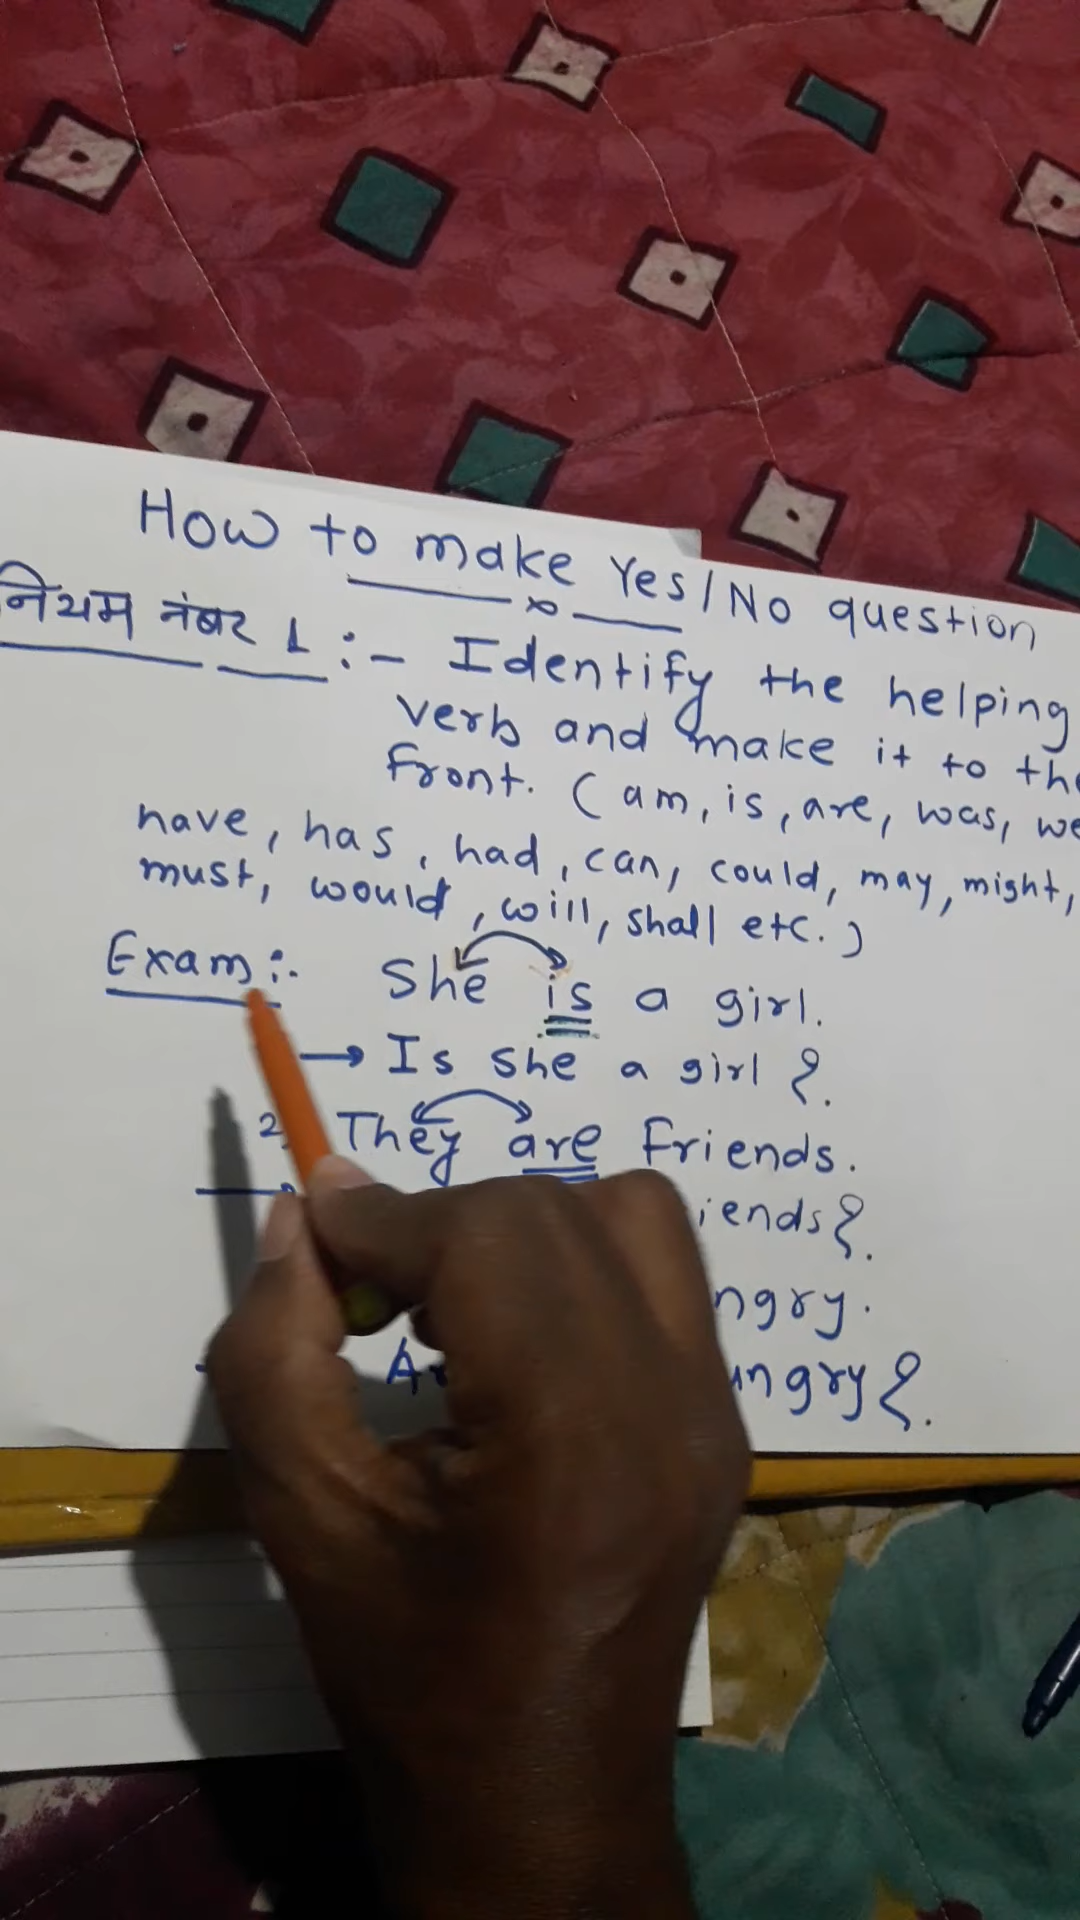 How to make Yes/No question
नियम नंबर 1 :- Identify the helping
verb and make it to the
front. (am, is, are, was,
have, has, had, can, could, may, might,
must, would, will, shall etc.)
Exam:- She is a girl.
→ Is she a girl?
2, They are friends.
→ iends?
ngry.
ungry?